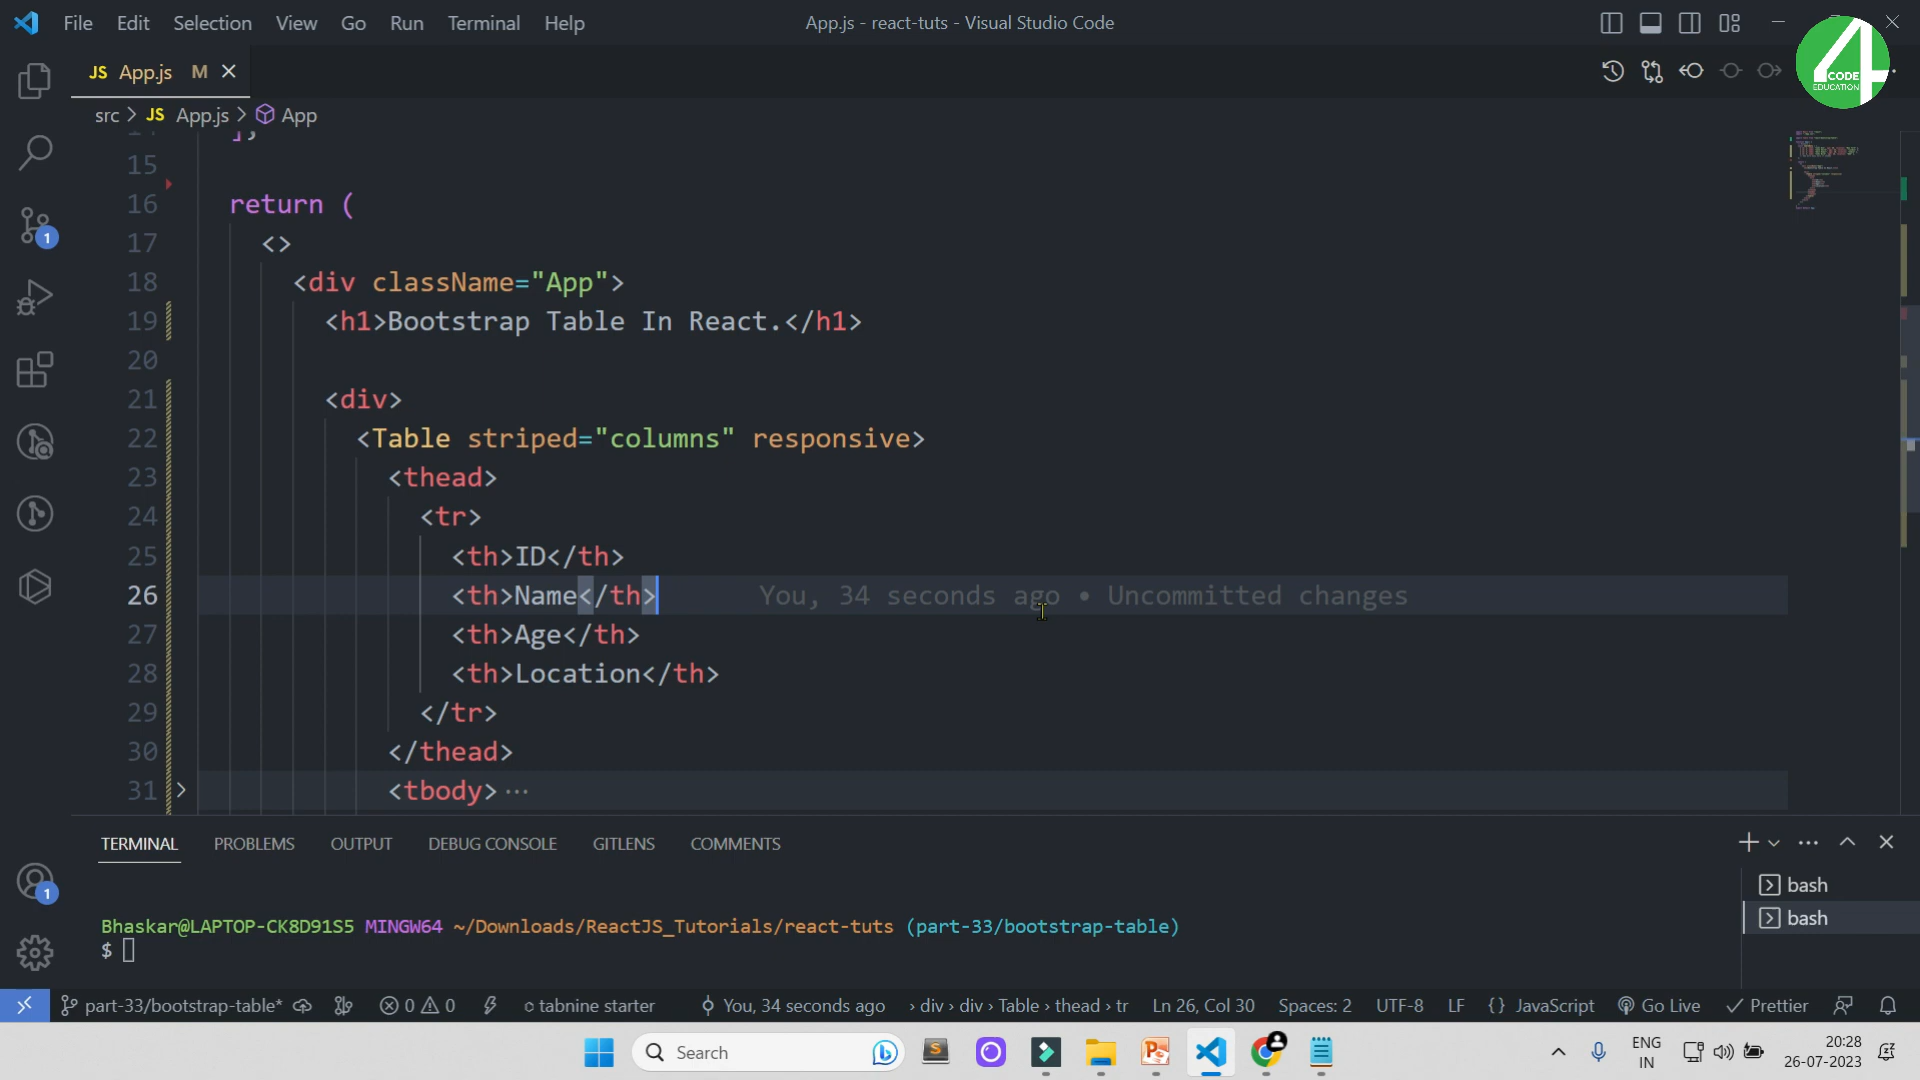 File Edit Selection View Go Run Terminal Help
App.js - react-tuts - Visual Studio Code
4
CODE
EDUCATION
JS App.js M
src > JS App.js > App
];
15
16 return (
17 <>
18 <div className="App">
19 <h1>Bootstrap Table In React.</h1>
20
21 <div>
22 <Table striped="columns" responsive>
23 <thead>
24 <tr>
25 <th>ID</th>
26 <th>Name</th> You, 34 seconds ago • Uncommitted changes
27 <th>Age</th>
28 <th>Location</th>
29 </tr>
30 </thead>
31 <tbody>···
1
1
TERMINAL PROBLEMS OUTPUT DEBUG CONSOLE GITLENS COMMENTS
bash
bash
Bhaskar@LAPTOP-CK8D91S5 MINGW64 ~/Downloads/ReactJS_Tutorials/react-tuts (part-33/bootstrap-table)
$
part-33/bootstrap-table* 0 0 tabnine starter You, 34 seconds ago › div › div › Table › thead › tr Ln 26, Col 30 Spaces: 2 UTF-8 LF {} JavaScript Go Live Prettier
Search
ENG
IN
20:28
26-07-2023